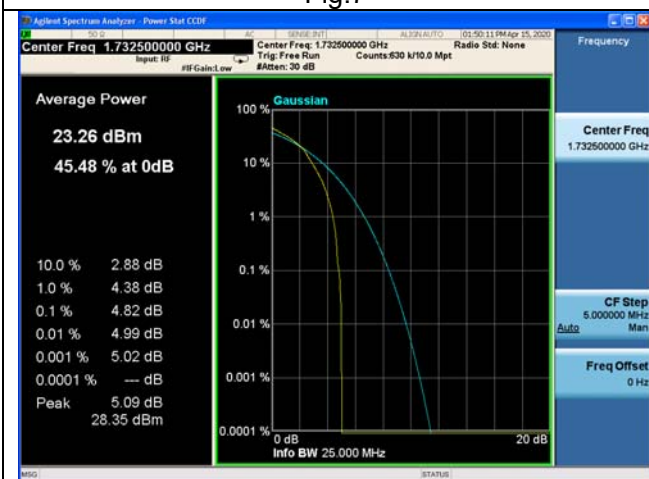 Fig.7
Agilent Spectrum Analyzer - Power Stat CCDF
50 Ω AC SENSE:INT ALIGN AUTO 01:50:11 PM Apr 15, 2020
Center Freq 1.732500000 GHz
Input: RF
#IFGain:Low
Center Freq: 1.732500000 GHz
Radio Std: None
Trig: Free Run
Counts:630 k/10.0 Mpt
#Atten: 30 dB
Average Power
23.26 dBm
45.48 % at 0dB
10.0 % 2.88 dB
1.0 % 4.38 dB
0.1 % 4.82 dB
0.01 % 4.99 dB
0.001 % 5.02 dB
0.0001 % --- dB
Peak 5.09 dB
28.35 dBm
Gaussian
100 %
10 %
1 %
0.1 %
0.01 %
0.001 %
0.0001 %
0 dB
20 dB
Info BW 25.000 MHz
Frequency
Center Freq
1.732500000 GHz
CF Step
5.000000 MHz
Auto Man
Freq Offset
0 Hz
MSG
STATUS